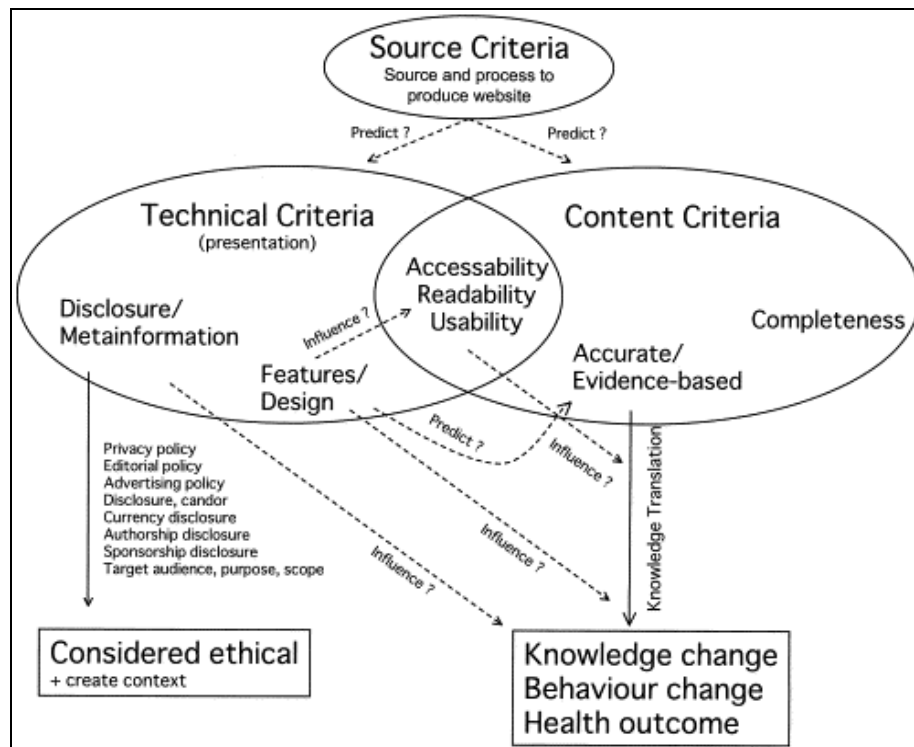 Source Criteria
Source and process to
produce website
Predict ?
Predict ?
Technical Criteria
(presentation)
Content Criteria
Accessability
Readability
Usability
Disclosure/
Metainformation
Influence ?
Features/
Design
Completeness
Accurate/
Evidence-based
Predict ?
Influence ?
Privacy policy
Editorial policy
Advertising policy
Disclosure, candor
Currency disclosure
Authorship disclosure
Sponsorship disclosure
Target audience, purpose, scope
Influence ?
Influence ?
Knowledge Translation
Considered ethical
+ create context
Knowledge change
Behaviour change
Health outcome